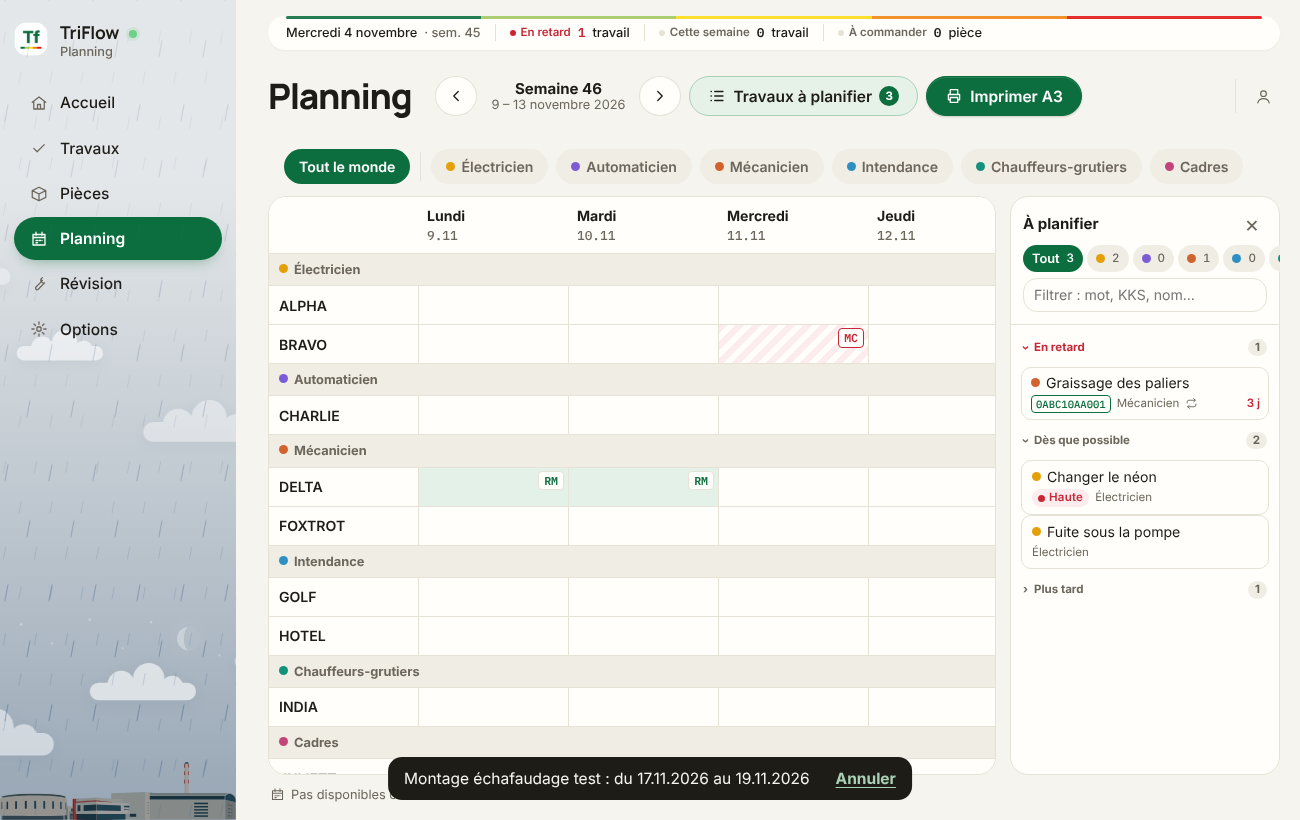 Tf
TriFlow
Planning
Accueil
Travaux
Pièces
Planning
Révision
Options
Mercredi 4 novembre · sem. 45
En retard 1 travail
Cette semaine 0 travail
À commander 0 pièce
Planning
Semaine 46
9 – 13 novembre 2026
Travaux à planifier 3
Imprimer A3
Tout le monde
Électricien
Automaticien
Mécanicien
Intendance
Chauffeurs-grutiers
Cadres
Lundi Mardi Mercredi Jeudi
9.11 10.11 11.11 12.11
Électricien
ALPHA
BRAVO MC
Automaticien
CHARLIE
Mécanicien
DELTA RM RM
FOXTROT
Intendance
GOLF
HOTEL
Chauffeurs-grutiers
INDIA
Cadres
Pas disponibles
À planifier
Tout 3 2 0 1 0
Filtrer : mot, KKS, nom...
En retard 1
Graissage des paliers
0ABC10AA001 Mécanicien 3 j
Dès que possible 2
Changer le néon
Haute Électricien
Fuite sous la pompe
Électricien
Plus tard 1
Montage échafaudage test : du 17.11.2026 au 19.11.2026 Annuler